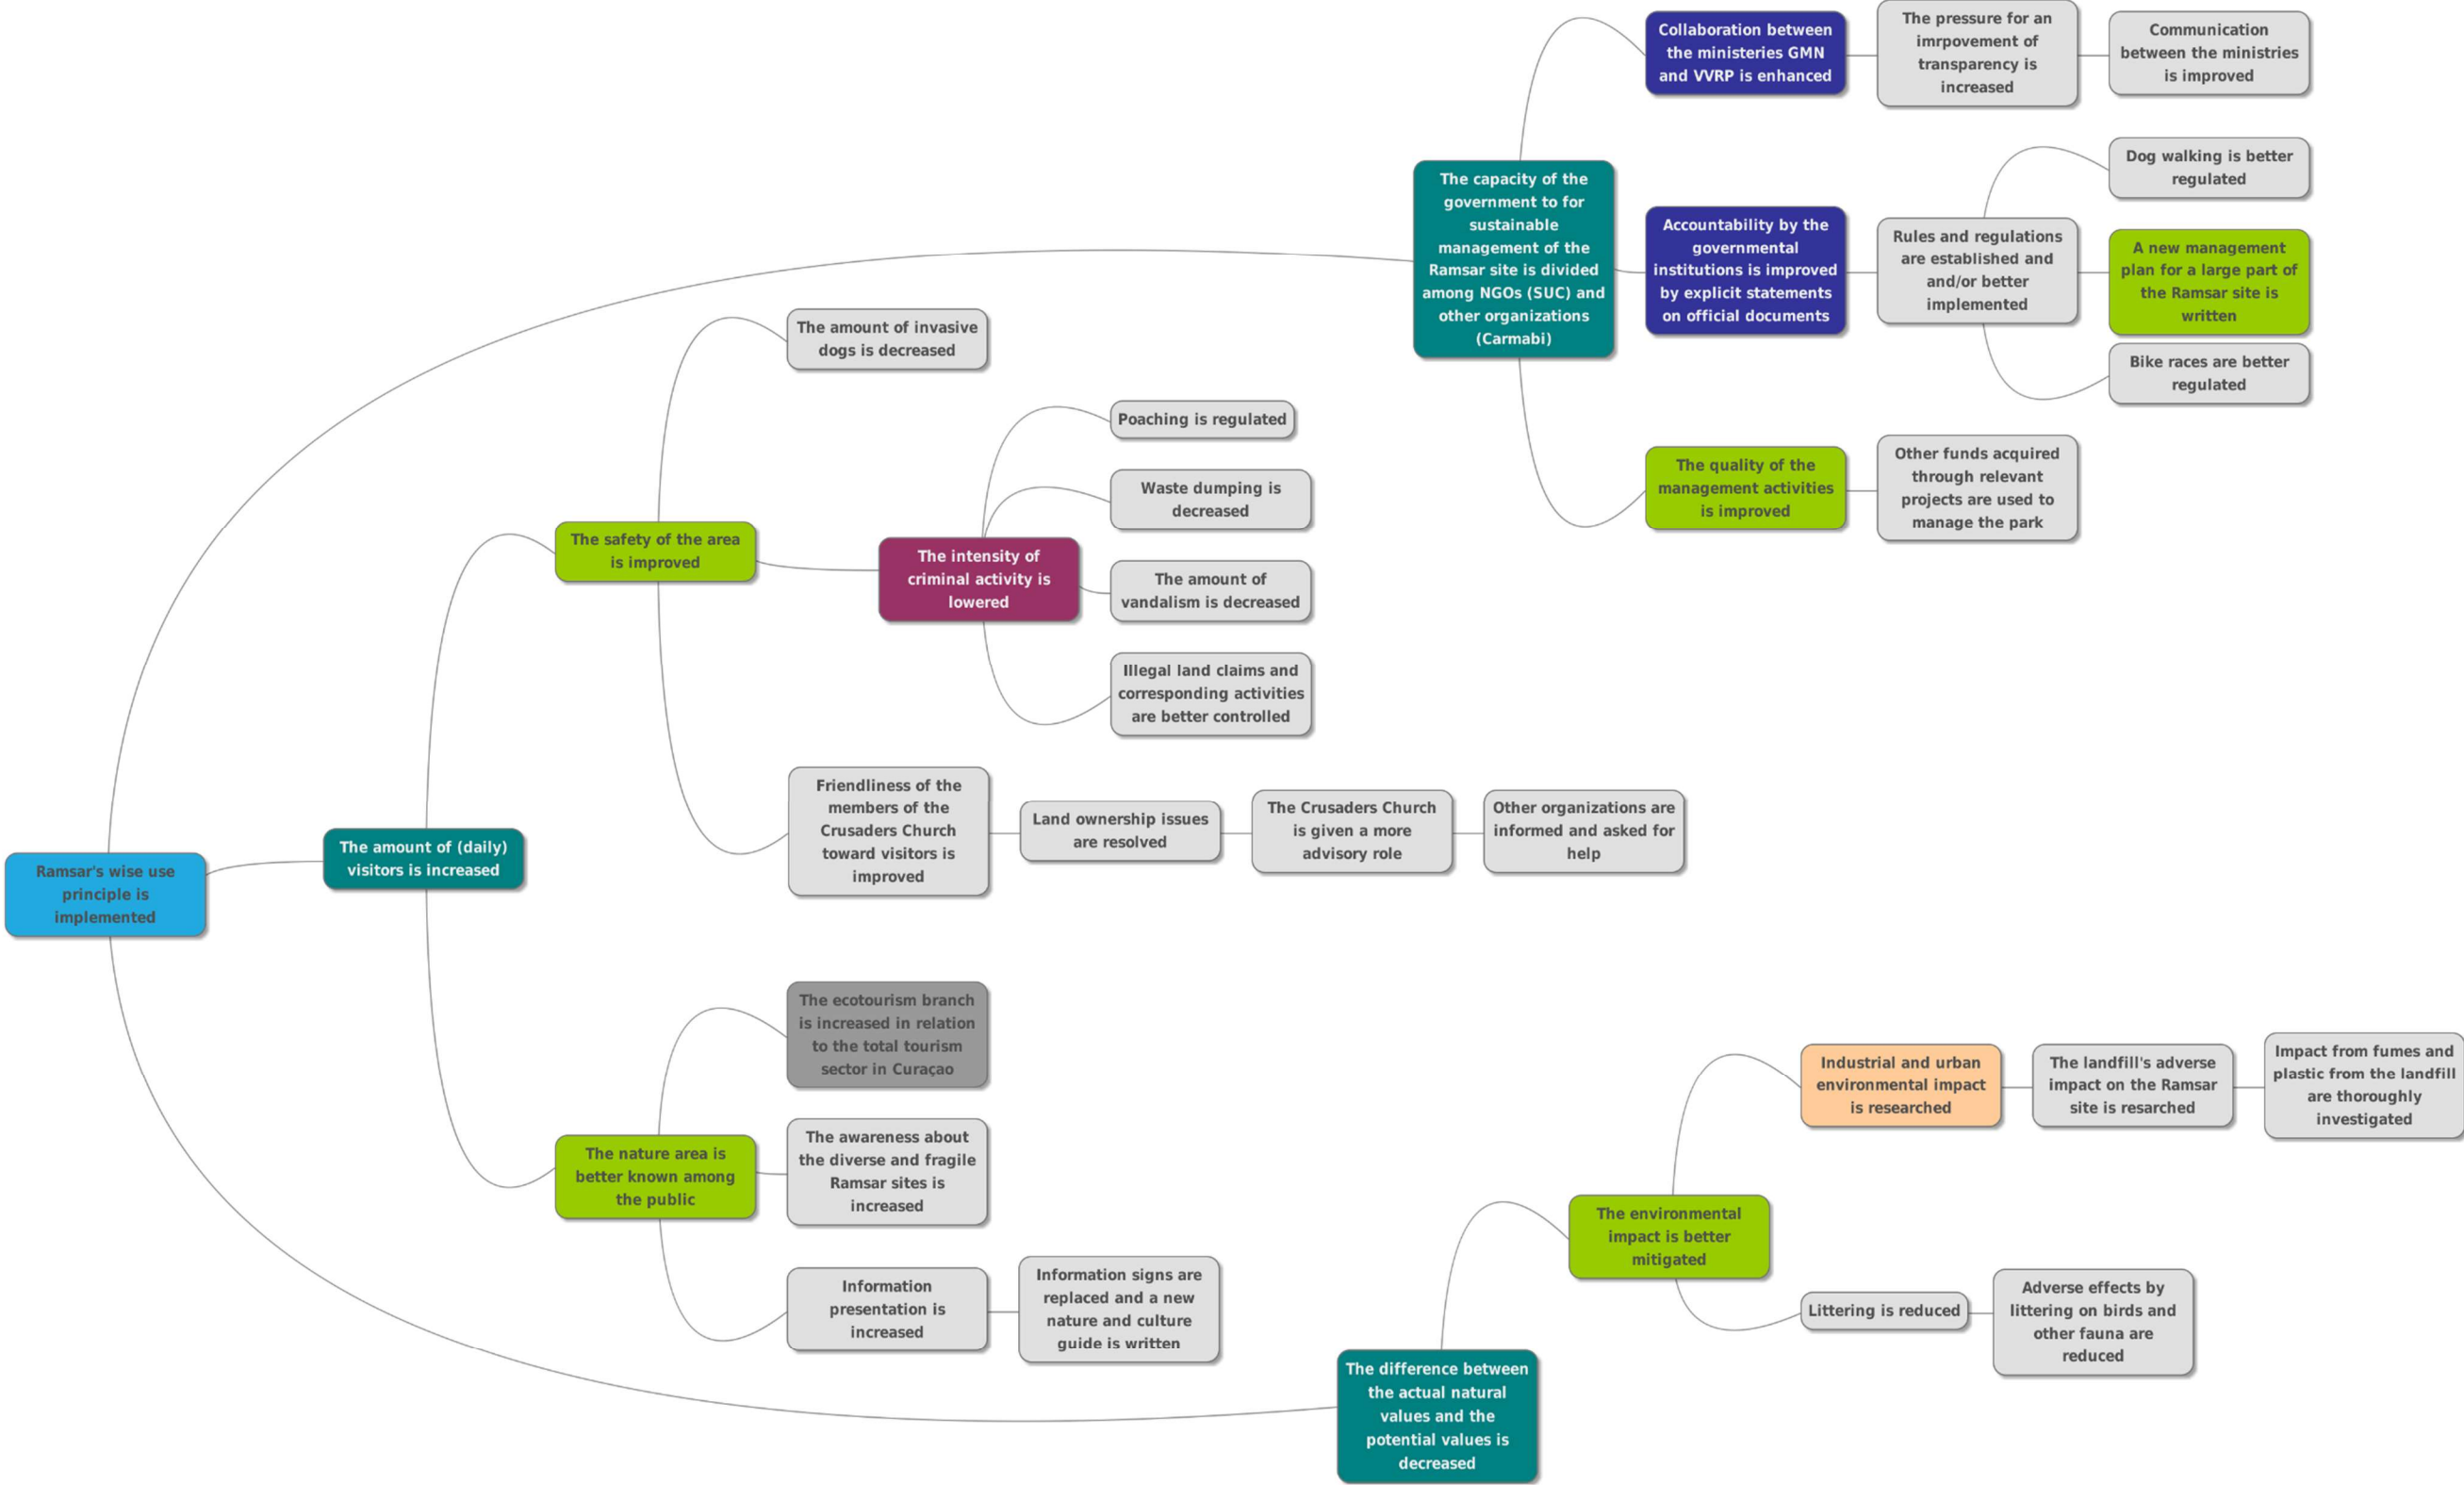 Collaboration between
the ministeries GMN
and VVRP is enhanced
The pressure for an
imrpovement of
transparency is
increased
Communication
between the ministries
is improved
The capacity of the
government to for
sustainable
management of the
Ramsar site is divided
among NGOs (SUC) and
other organizations
(Carmabi)
Accountability by the
governmental
institutions is improved
by explicit statements
on official documents
Rules and regulations
are established and
and/or better
implemented
Dog walking is better
regulated
A new management
plan for a large part of
the Ramsar site is
written
Bike races are better
regulated
The quality of the
management activities
is improved
Other funds acquired
through relevant
projects are used to
manage the park
The amount of invasive
dogs is decreased
Poaching is regulated
Waste dumping is
decreased
The safety of the area
is improved
The intensity of
criminal activity is
lowered
The amount of
vandalism is decreased
Illegal land claims and
corresponding activities
are better controlled
Friendliness of the
members of the
Crusaders Church
toward visitors is
improved
Land ownership issues
are resolved
The Crusaders Church
is given a more
advisory role
Other organizations are
informed and asked for
help
The amount of (daily)
visitors is increased
Ramsar's wise use
principle is
implemented
The ecotourism branch
is increased in relation
to the total tourism
sector in Curaçao
The nature area is
better known among
the public
The awareness about
the diverse and fragile
Ramsar sites is
increased
Information
presentation is
increased
Information signs are
replaced and a new
nature and culture
guide is written
Industrial and urban
environmental impact
is researched
The landfill's adverse
impact on the Ramsar
site is resarched
Impact from fumes and
plastic from the landfill
are thoroughly
investigated
The environmental
impact is better
mitigated
Littering is reduced
Adverse effects by
littering on birds and
other fauna are
reduced
The difference between
the actual natural
values and the
potential values is
decreased